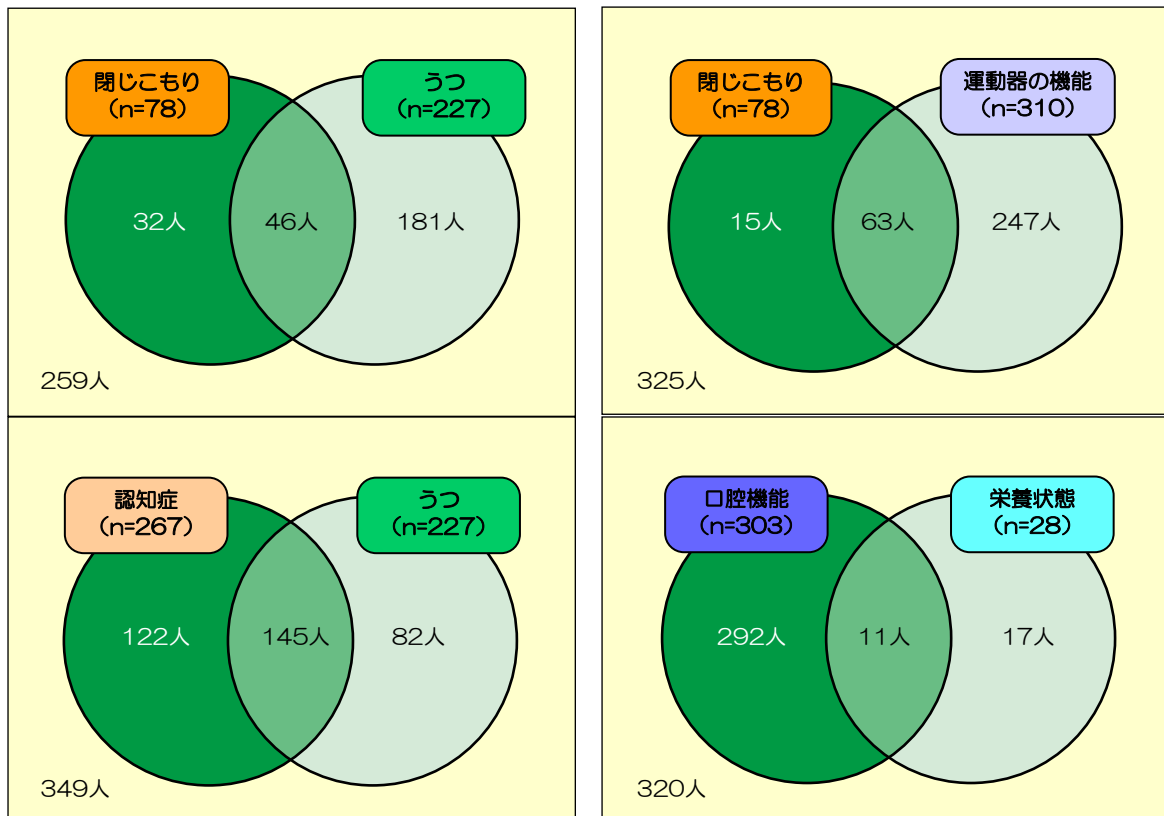 閉じこもり
(n=78)
うつ
(n=227)
32人
46人
181人
259人
閉じこもり
(n=78)
運動器の機能
(n=310)
15人
63人
247人
325人
認知症
(n=267)
うつ
(n=227)
122人
145人
82人
349人
口腔機能
(n=303)
栄養状態
(n=28)
292人
11人
17人
320人